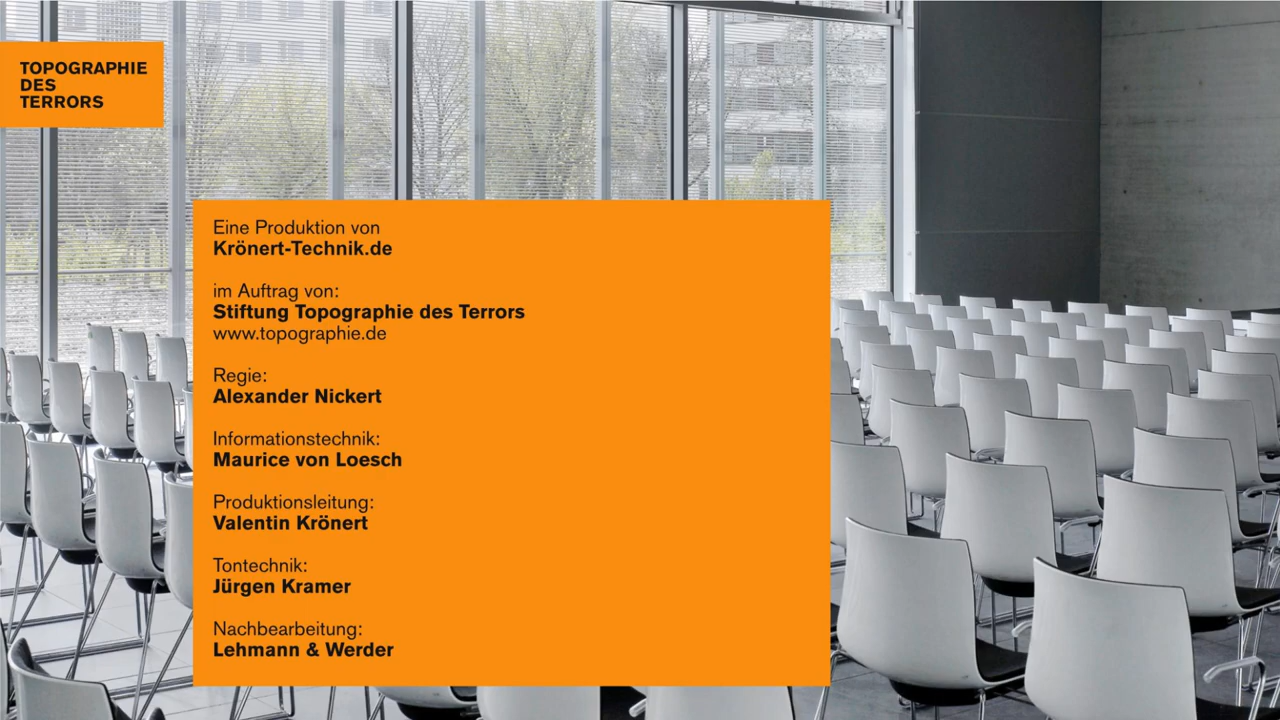 TOPOGRAPHIE
DES
TERRORS
Eine Produktion von
Krönert-Technik.de
im Auftrag von:
Stiftung Topographie des Terrors
www.topographie.de
Regie:
Alexander Nickert
Informationstechnik:
Maurice von Loesch
Produktionsleitung:
Valentin Krönert
Tontechnik:
Jürgen Kramer
Nachbearbeitung:
Lehmann & Werder